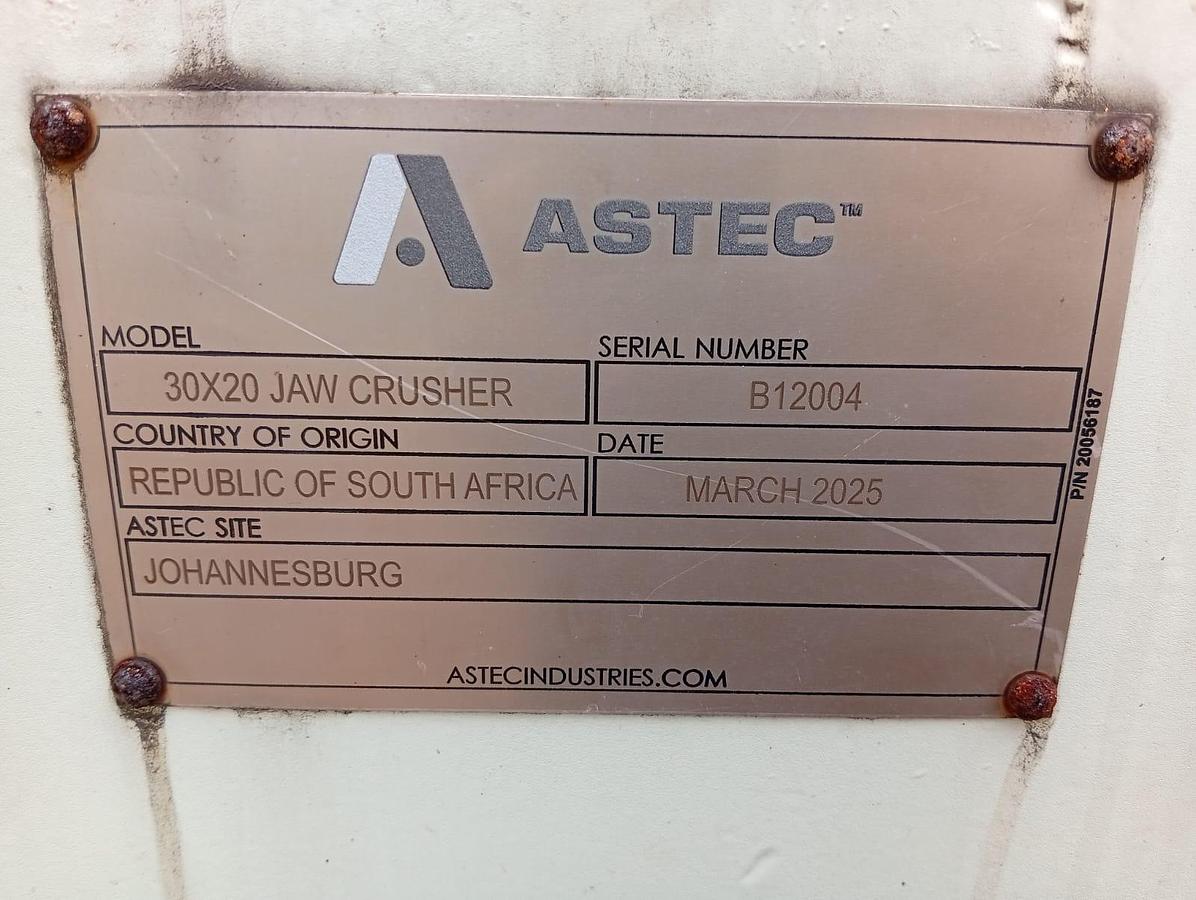 ASTEC™
MODEL
30X20 JAW CRUSHER
SERIAL NUMBER
B12004
COUNTRY OF ORIGIN
REPUBLIC OF SOUTH AFRICA
DATE
MARCH 2025
P/N 20056187
ASTEC SITE
JOHANNESBURG
ASTECINDUSTRIES.COM